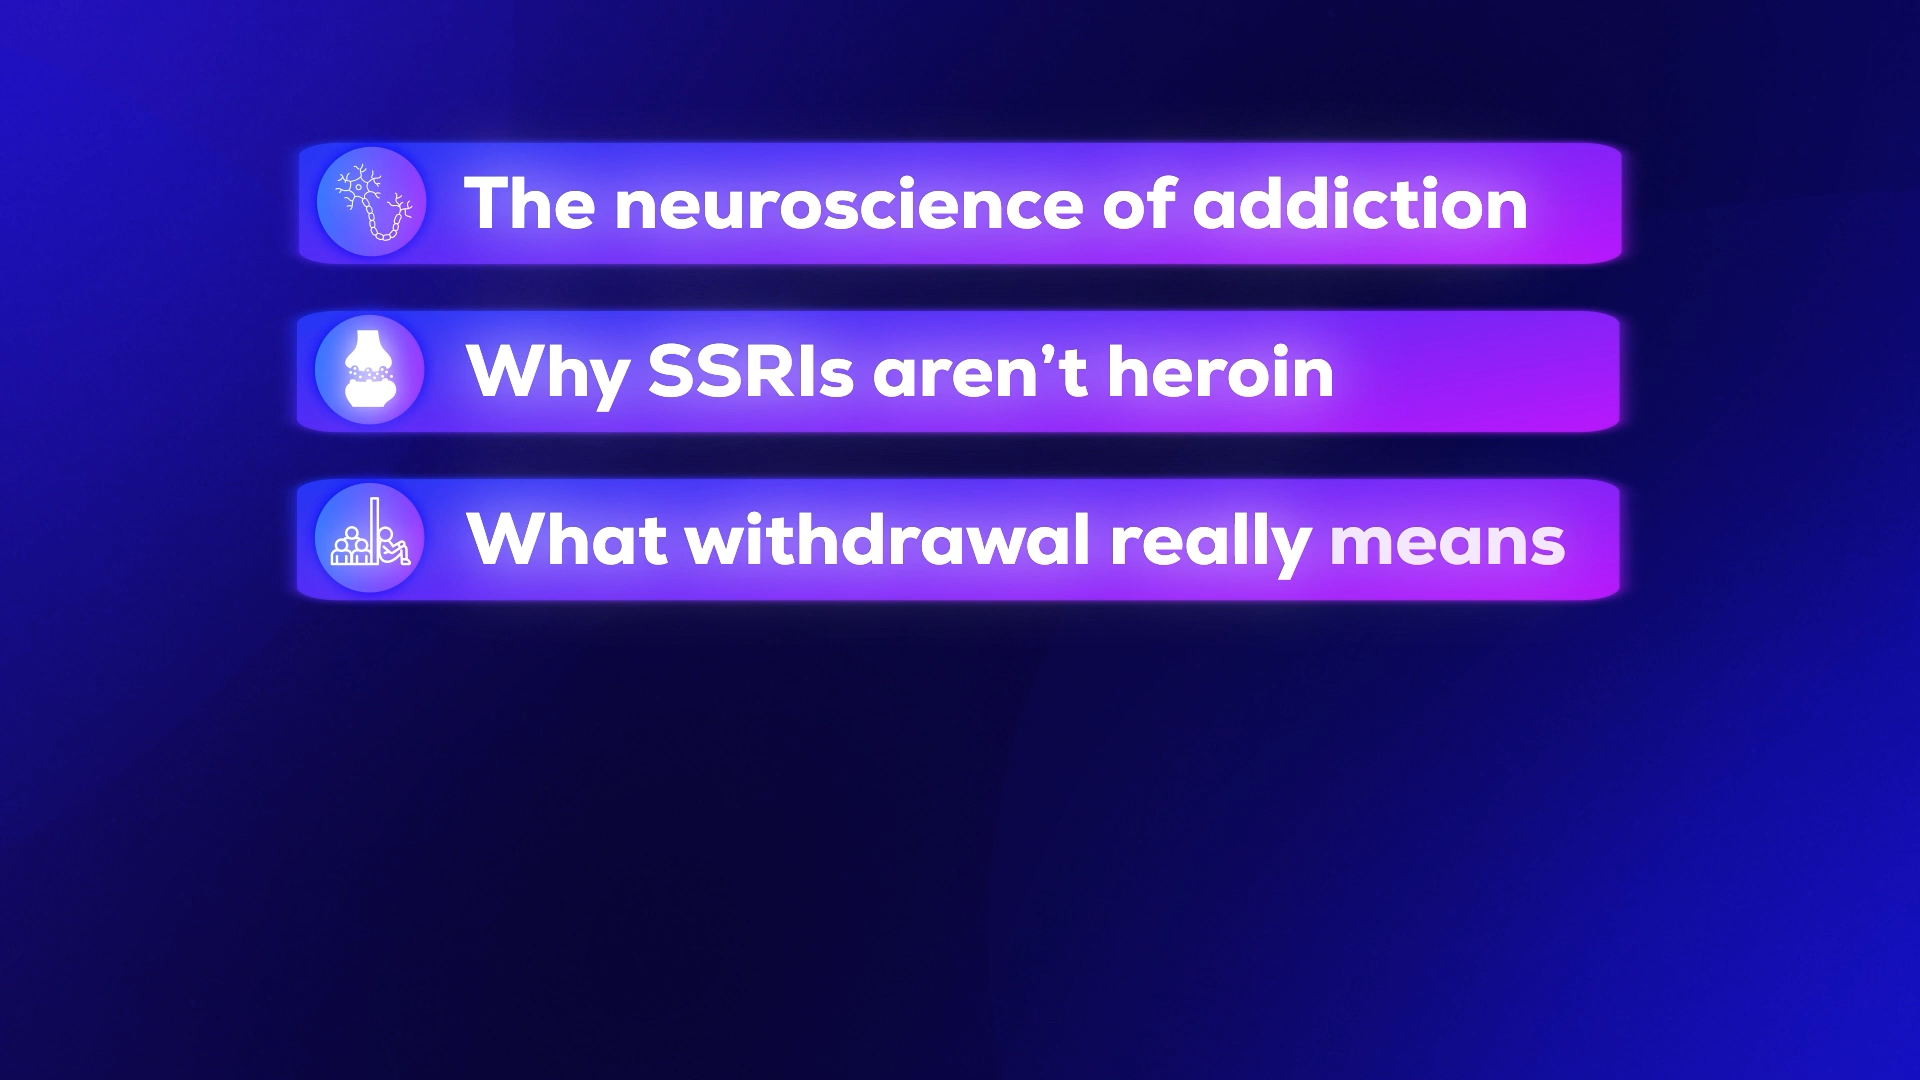 The neuroscience of addiction
Why SSRIs aren’t heroin
What withdrawal really means